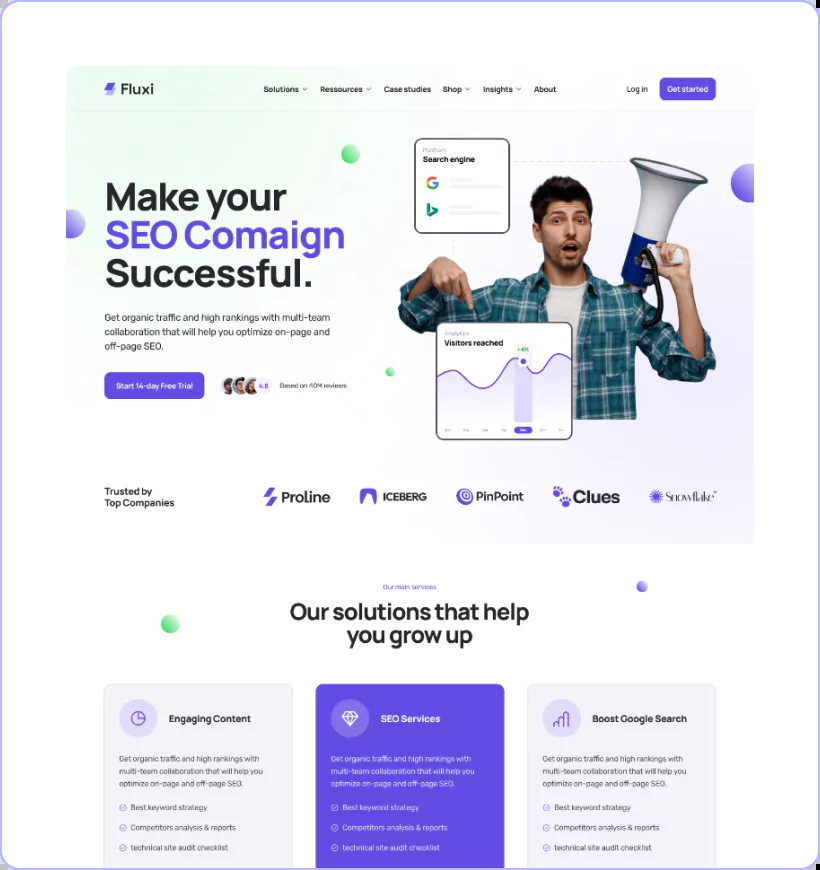 Fluxi
Solutions
Ressources
Case studies
Shop
Insights
About
Log in
Get started
Make your
SEO Comaign
Successful.
Get organic traffic and high rankings with multi-team
collaboration that will help you optimize on-page and
off-page SEO.
Start 14-day Free Trial
4.8
Based on 40M reviews
Platform
Search engine
Analytics
Visitors reached
Trusted by
Top Companies
Proline
ICEBERG
PinPoint
Clues
Snowflake
Our main services
Our solutions that help
you grow up
Engaging Content
Get organic traffic and high rankings with
multi-team collaboration that will help you
optimize on-page and off-page SEO.
Best keyword strategy
Competitors analysis & reports
technical site audit checklist
SEO Services
Get organic traffic and high rankings with
multi-team collaboration that will help you
optimize on-page and off-page SEO.
Best keyword strategy
Competitors analysis & reports
technical site audit checklist
Boost Google Search
Get organic traffic and high rankings with
multi-team collaboration that will help you
optimize on-page and off-page SEO.
Best keyword strategy
Competitors analysis & reports
technical site audit checklist